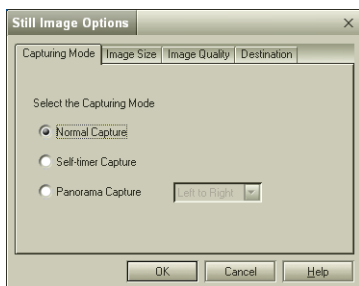 Still Image Options
Capturing Mode Image Size Image Quality Destination
Select the Capturing Mode
Normal Capture
Self-timer Capture
Panorama Capture Left to Right
OK Cancel Help